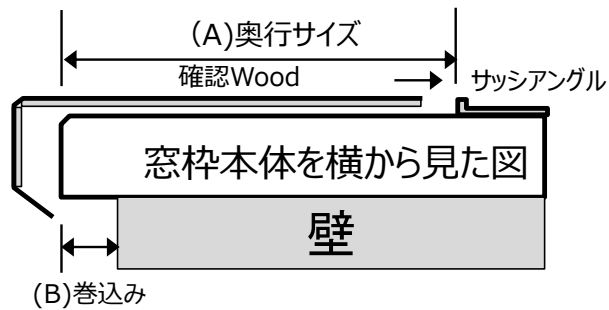 (A)奥行サイズ
確認Wood
サッシアングル
窓枠本体を横から見た図
壁
(B)巻込み